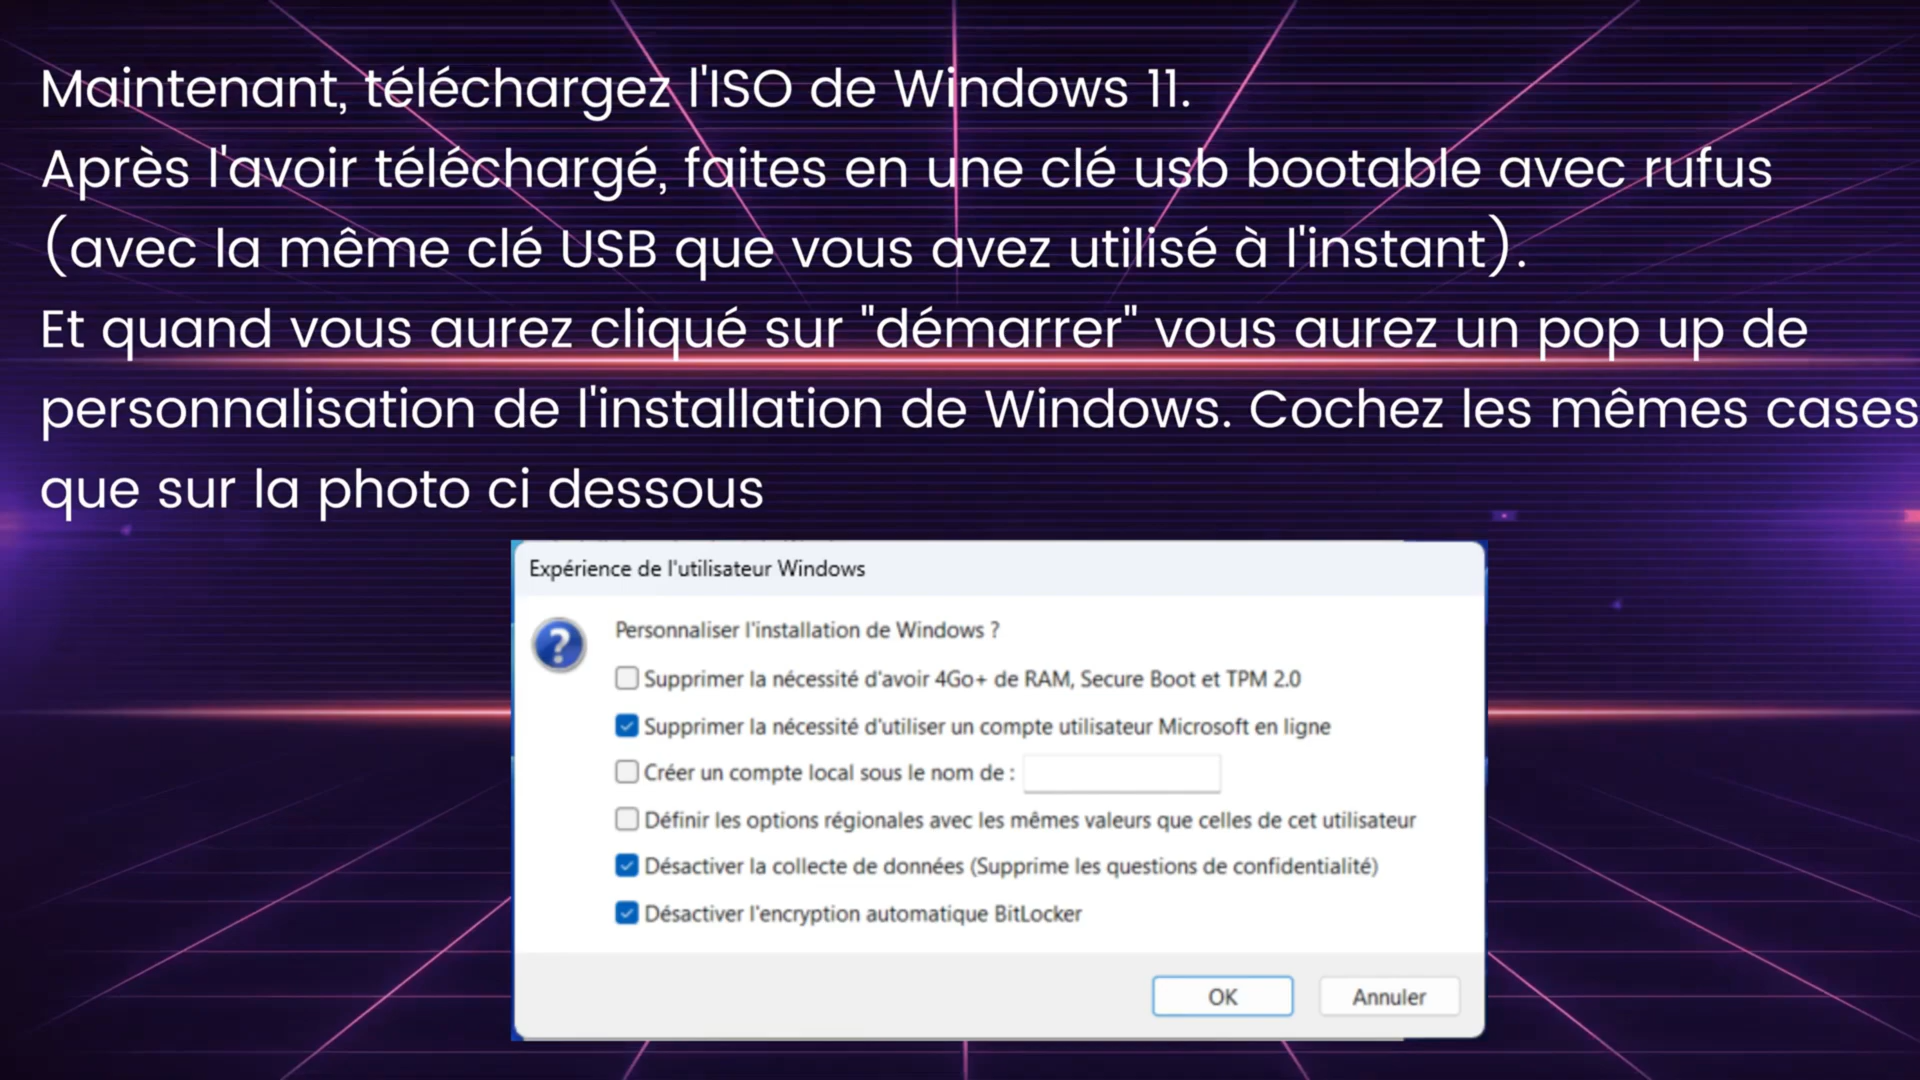 Maintenant, téléchargez l'ISO de Windows 11.
Après l'avoir téléchargé, faites en une clé usb bootable avec rufus
(avec la même clé USB que vous avez utilisé à l'instant).
Et quand vous aurez cliqué sur "démarrer" vous aurez un pop up de
personnalisation de l'installation de Windows. Cochez les mêmes cases
que sur la photo ci dessous
Expérience de l'utilisateur Windows
Personnaliser l'installation de Windows ?
Supprimer la nécessité d'avoir 4Go+ de RAM, Secure Boot et TPM 2.0
Supprimer la nécessité d'utiliser un compte utilisateur Microsoft en ligne
Créer un compte local sous le nom de :
Définir les options régionales avec les mêmes valeurs que celles de cet utilisateur
Désactiver la collecte de données (Supprime les questions de confidentialité)
Désactiver l'encryption automatique BitLocker
OK Annuler